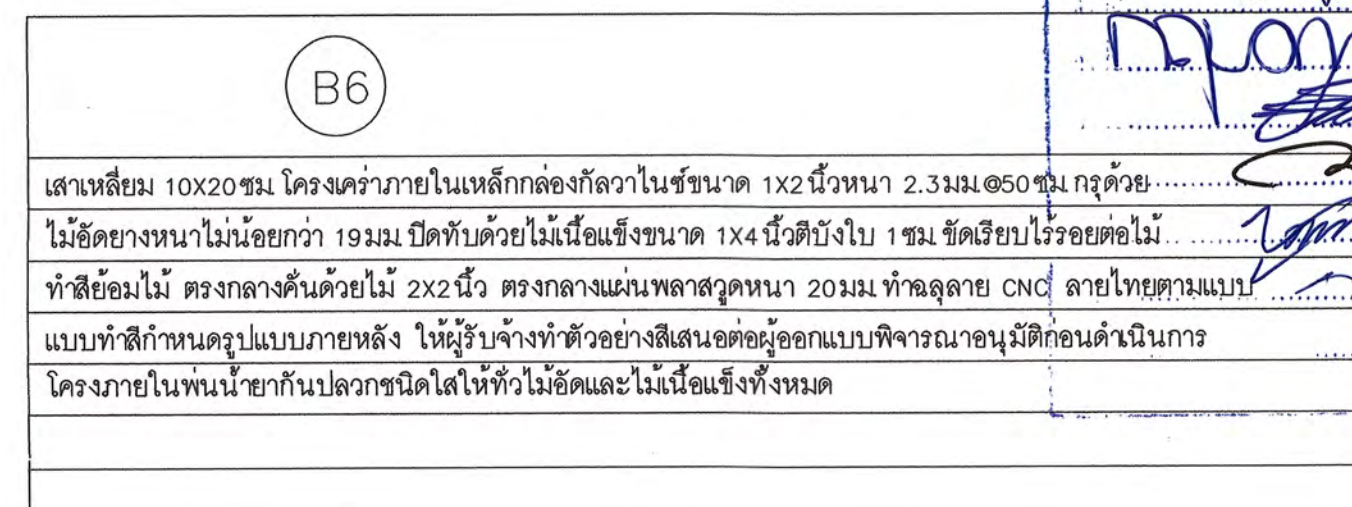 B6
เสาเหลี่ยม 10X20ซม. โครงเคร่าภายในเหล็กกล่องกัลวาไนซ์ขนาด 1X2นิ้วหนา 2.3มม.@50ซม. กรุด้วย
ไม้อัดยางหนาไม่น้อยกว่า 19มม. ปิดทับด้วยไม้เนื้อแข็งขนาด 1X4นิ้วตีบังใบ 1ซม. ขัดเรียบไร้รอยต่อไม้
ทำสีย้อมไม้ ตรงกลางคั่นด้วยไม้ 2X2นิ้ว ตรงกลางแผ่นพลาสวูดหนา 20มม. ทำฉลุลาย CNC ลายไทยตามแบบ
แบบทำสีกำหนดรูปแบบภายหลัง ให้ผู้รับจ้างทำตัวอย่างสีเสนอต่อผู้ออกแบบพิจารณาอนุมัติก่อนดำเนินการ
โครงภายในพ่นน้ำยากันปลวกชนิดใสให้ทั่วไม้อัดและไม้เนื้อแข็งทั้งหมด